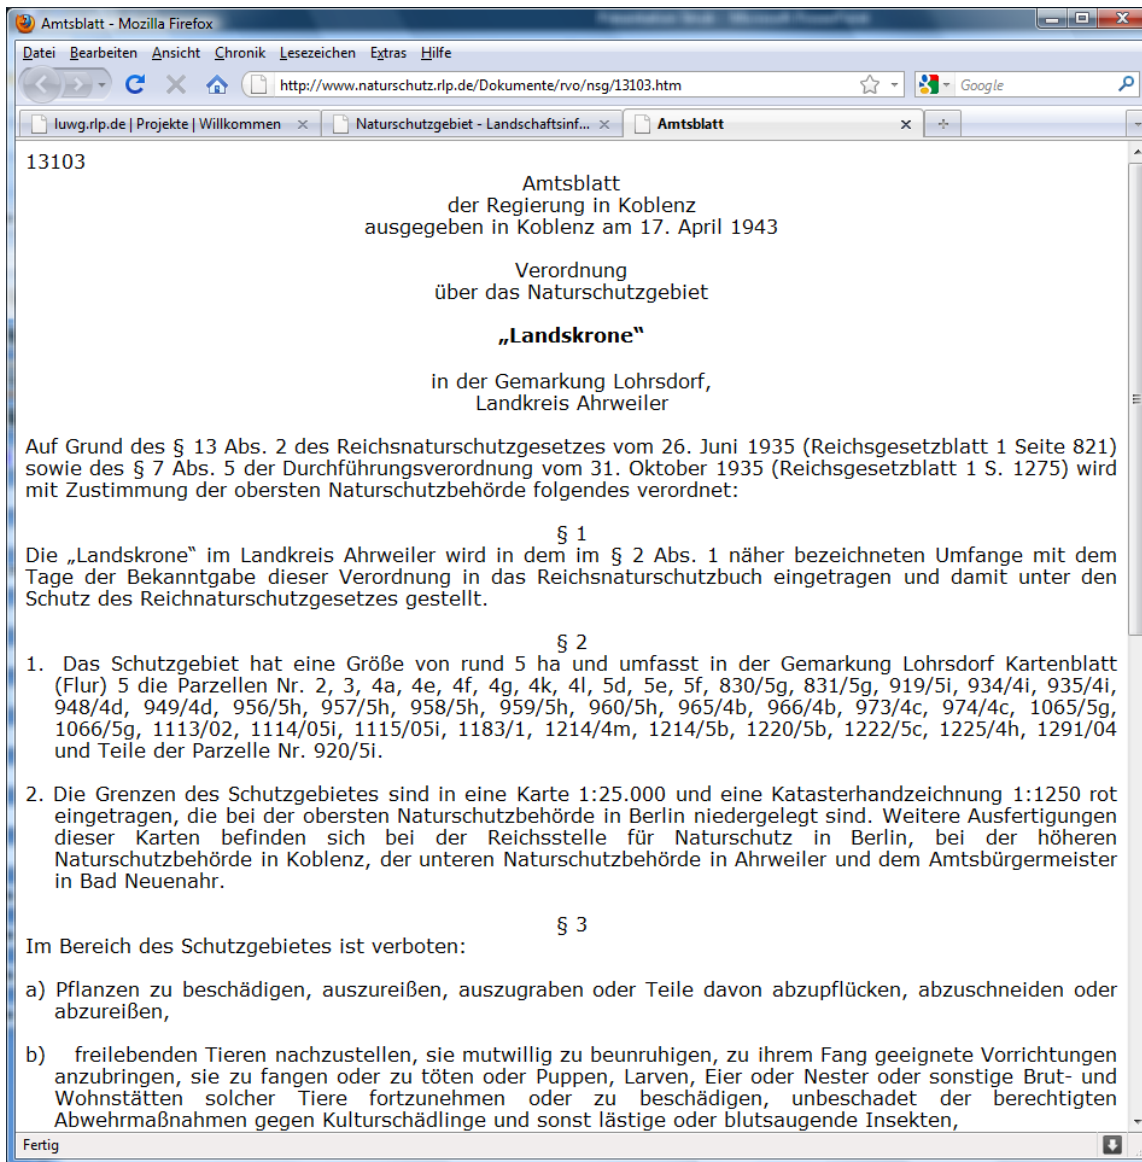 Amtsblatt - Mozilla Firefox
Datei Bearbeiten Ansicht Chronik Lesezeichen Extras Hilfe
http://www.naturschutz.rlp.de/Dokumente/rvo/nsg/13103.htm Google
luwg.rlp.de | Projekte | Willkommen Naturschutzgebiet - Landschaftsinf... Amtsblatt
13103
Amtsblatt
der Regierung in Koblenz
ausgegeben in Koblenz am 17. April 1943
Verordnung
über das Naturschutzgebiet
„Landskrone“
in der Gemarkung Lohrsdorf,
Landkreis Ahrweiler
Auf Grund des § 13 Abs. 2 des Reichsnaturschutzgesetzes vom 26. Juni 1935 (Reichsgesetzblatt 1 Seite 821)
sowie des § 7 Abs. 5 der Durchführungsverordnung vom 31. Oktober 1935 (Reichsgesetzblatt 1 S. 1275) wird
mit Zustimmung der obersten Naturschutzbehörde folgendes verordnet:
§ 1
Die „Landskrone“ im Landkreis Ahrweiler wird in dem im § 2 Abs. 1 näher bezeichneten Umfange mit dem
Tage der Bekanntgabe dieser Verordnung in das Reichsnaturschutzbuch eingetragen und damit unter den
Schutz des Reichnaturschutzgesetzes gestellt.
§ 2
1. Das Schutzgebiet hat eine Größe von rund 5 ha und umfasst in der Gemarkung Lohrsdorf Kartenblatt
(Flur) 5 die Parzellen Nr. 2, 3, 4a, 4e, 4f, 4g, 4k, 4l, 5d, 5e, 5f, 830/5g, 831/5g, 919/5i, 934/4i, 935/4i,
948/4d, 949/4d, 956/5h, 957/5h, 958/5h, 959/5h, 960/5h, 965/4b, 966/4b, 973/4c, 974/4c, 1065/5g,
1066/5g, 1113/02, 1114/05i, 1115/05i, 1183/1, 1214/4m, 1214/5b, 1220/5b, 1222/5c, 1225/4h, 1291/04
und Teile der Parzelle Nr. 920/5i.
2. Die Grenzen des Schutzgebietes sind in eine Karte 1:25.000 und eine Katasterhandzeichnung 1:1250 rot
eingetragen, die bei der obersten Naturschutzbehörde in Berlin niedergelegt sind. Weitere Ausfertigungen
dieser Karten befinden sich bei der Reichsstelle für Naturschutz in Berlin, bei der höheren
Naturschutzbehörde in Koblenz, der unteren Naturschutzbehörde in Ahrweiler und dem Amtsbürgermeister
in Bad Neuenahr.
§ 3
Im Bereich des Schutzgebietes ist verboten:
a) Pflanzen zu beschädigen, auszureißen, auszugraben oder Teile davon abzupflücken, abzuschneiden oder
abzureißen,
b) freilebenden Tieren nachzustellen, sie mutwillig zu beunruhigen, zu ihrem Fang geeignete Vorrichtungen
anzubringen, sie zu fangen oder zu töten oder Puppen, Larven, Eier oder Nester oder sonstige Brut- und
Wohnstätten solcher Tiere fortzunehmen oder zu beschädigen, unbeschadet der berechtigten
Abwehrmaßnahmen gegen Kulturschädlinge und sonst lästige oder blutsaugende Insekten,
Fertig